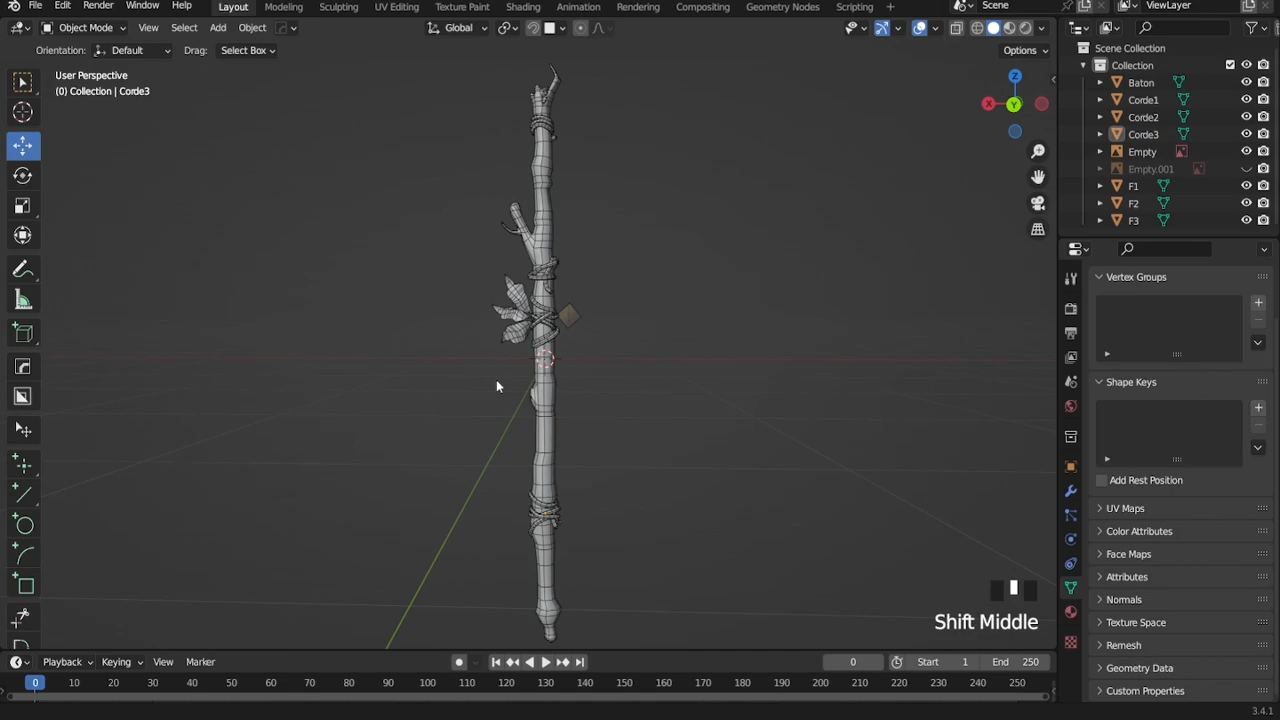 File Edit Render Window Help Layout Modeling Sculpting UV Editing Texture Paint Shading Animation Rendering Compositing Geometry Nodes Scripting + Scene ViewLayer
Object Mode View Select Add Object Global
Orientation: Default Drag: Select Box Options
User Perspective
(0) Collection | Corde3
Z
X
Y
Scene Collection
Collection
Baton
Corde1
Corde2
Corde3
Empty
Empty.001
F1
F2
F3
Vertex Groups
Shape Keys
Add Rest Position
UV Maps
Color Attributes
Face Maps
Attributes
Normals
Texture Space
Remesh
Geometry Data
Custom Properties
Shift Middle
Playback Keying View Marker 0 Start 1 End 250
0 10 20 30 40 50 60 70 80 90 100 110 120 130 140 150 160 170 180 190 200 210 220 230 240 250
3.4.1